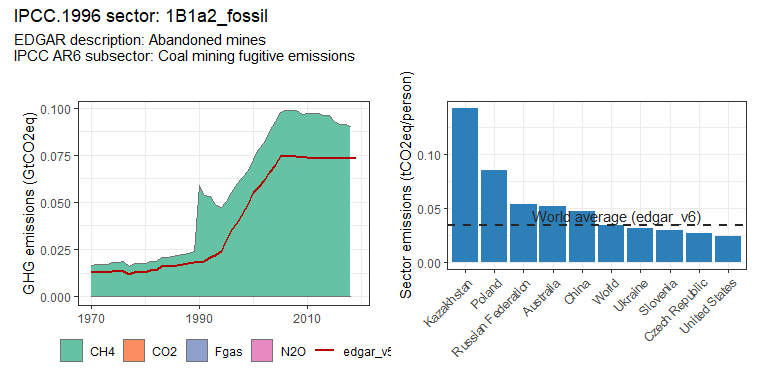 IPCC.1996 sector: 1B1a2_fossil
EDGAR description: Abandoned mines
IPCC AR6 subsector: Coal mining fugitive emissions
GHG emissions (GtCO2eq)
0.100
0.075
0.050
0.025
0.000
1970
1990
2010
CH4
CO2
Fgas
N2O
edgar_v6
Sector emissions (tCO2eq/person)
0.10
0.05
0.00
World average (edgar_v6)
Kazakhstan
Poland
Russian Federation
Australia
China
World
Ukraine
Slovenia
Czech Republic
United States